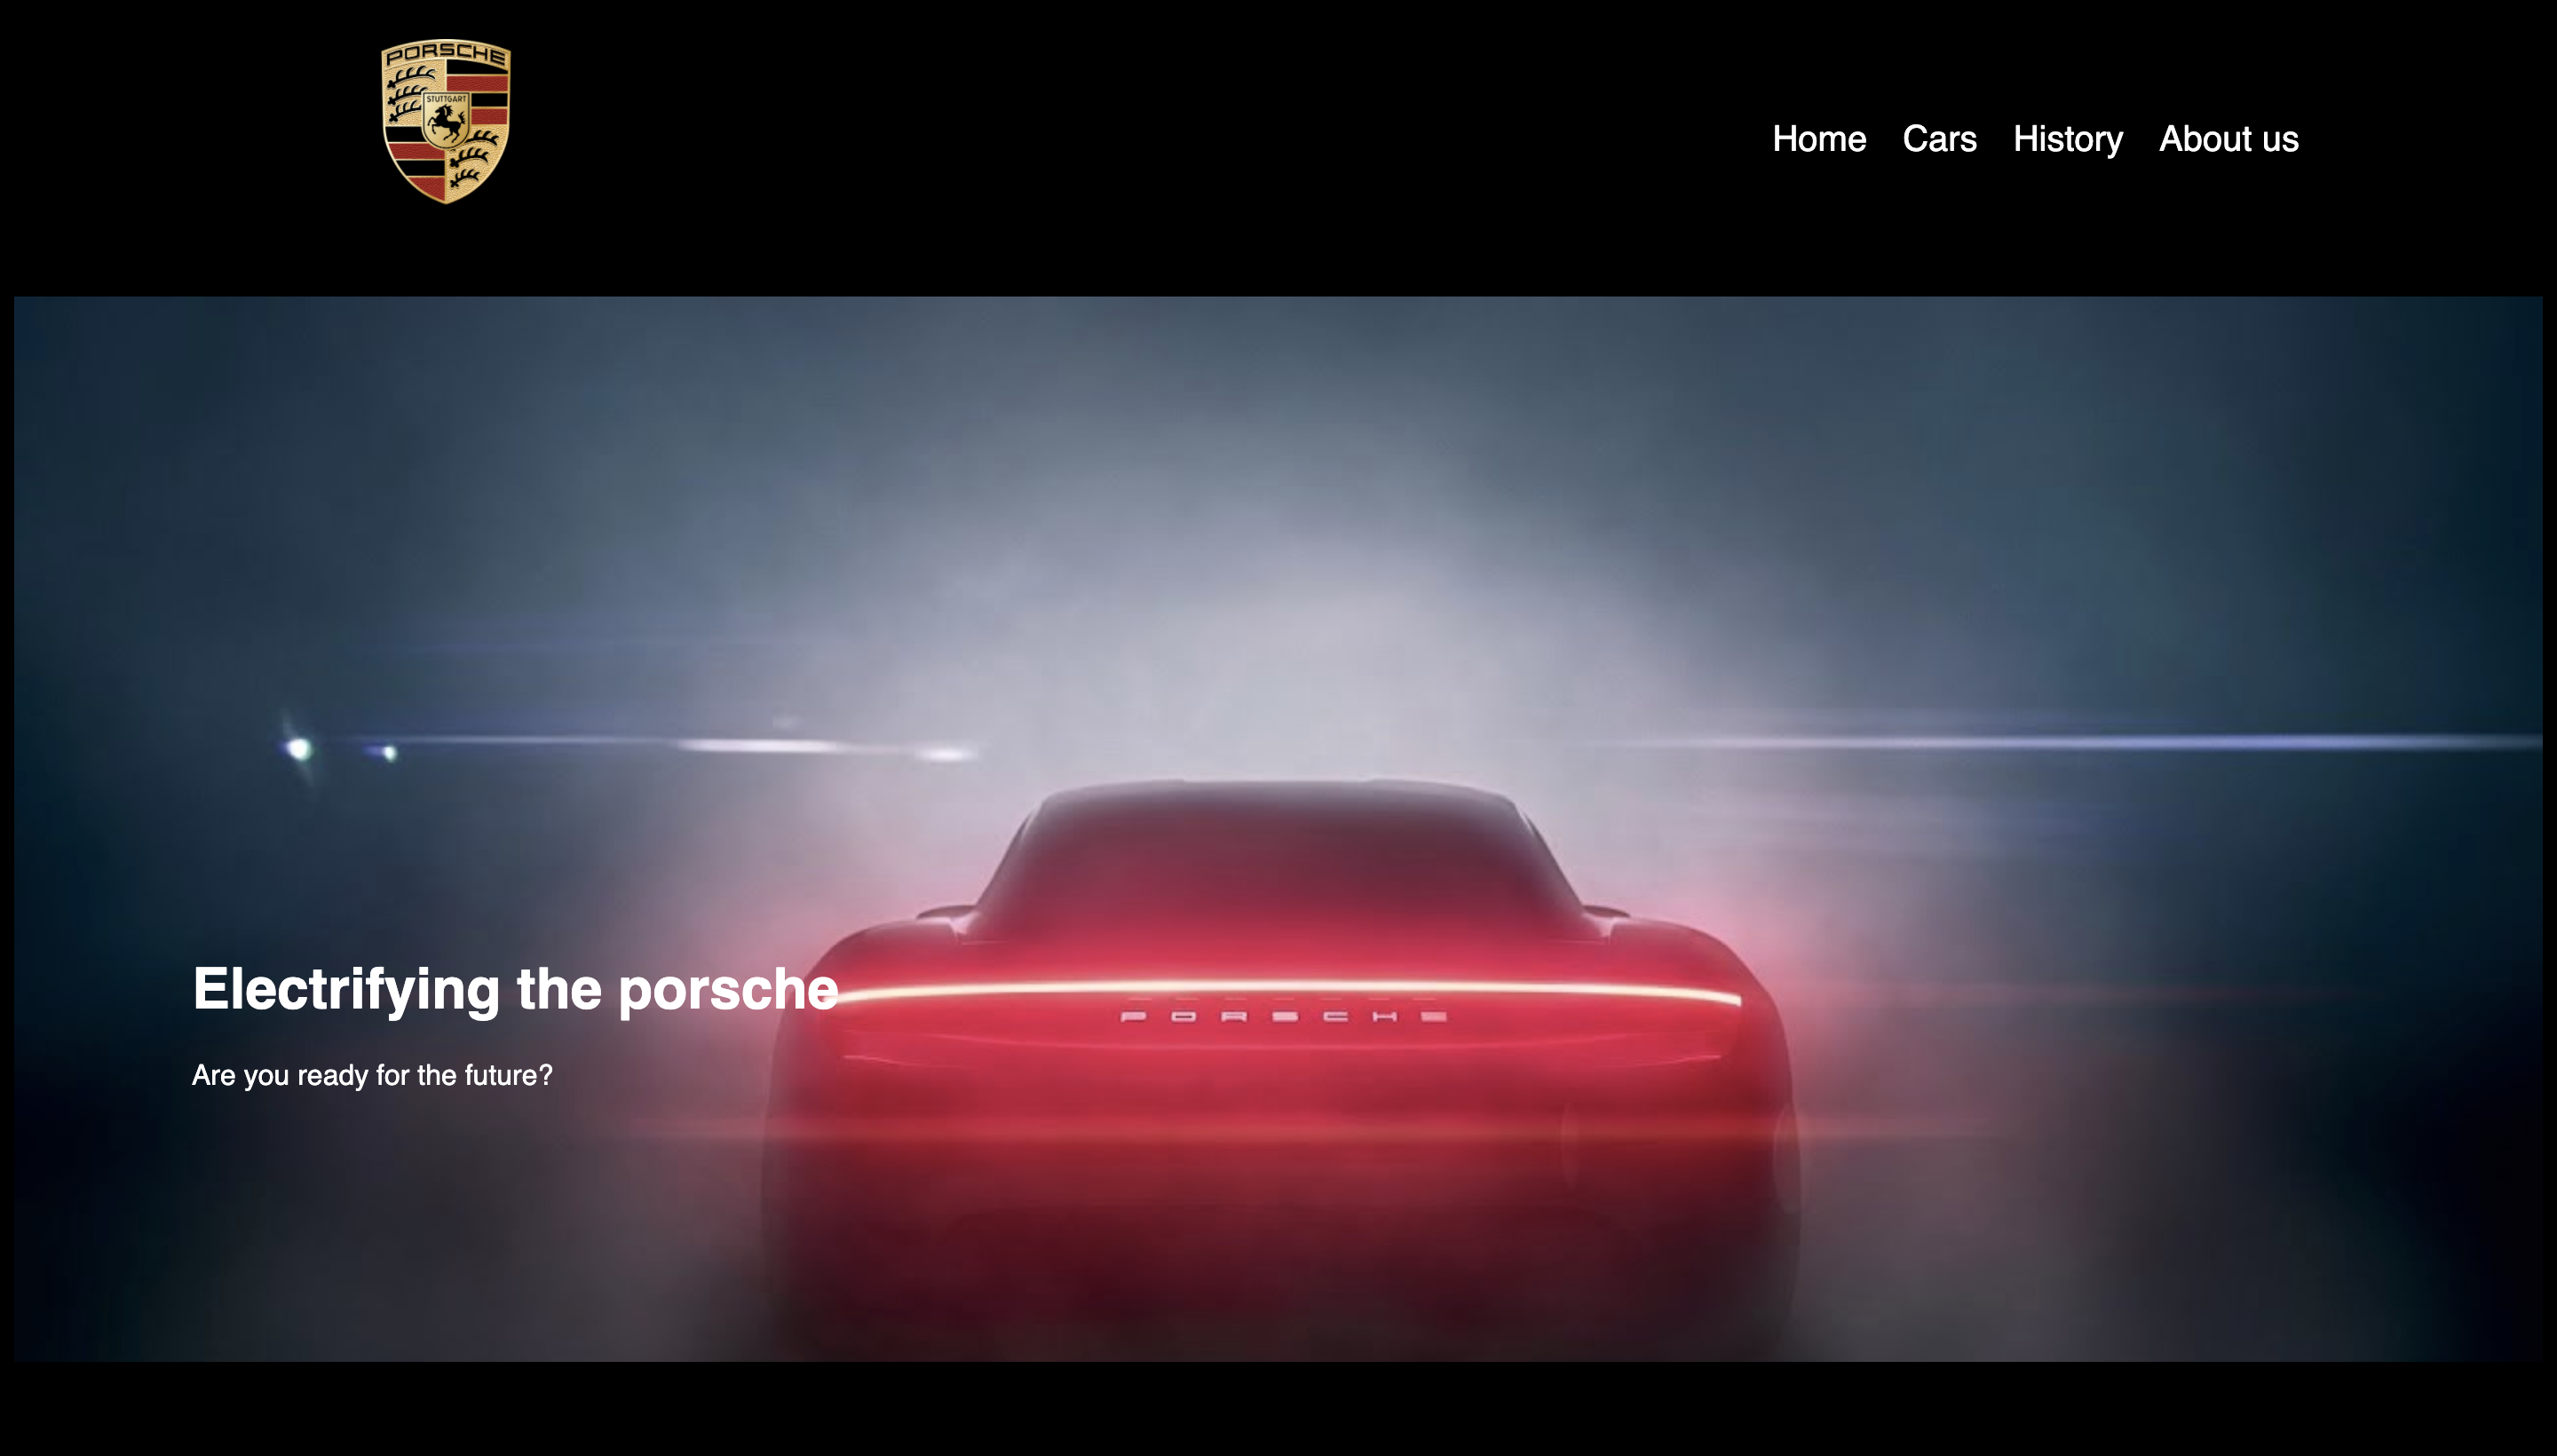 PORSCHE
STUTTGART
Home Cars History About us
Electrifying the porsche
PORSCHE
Are you ready for the future?